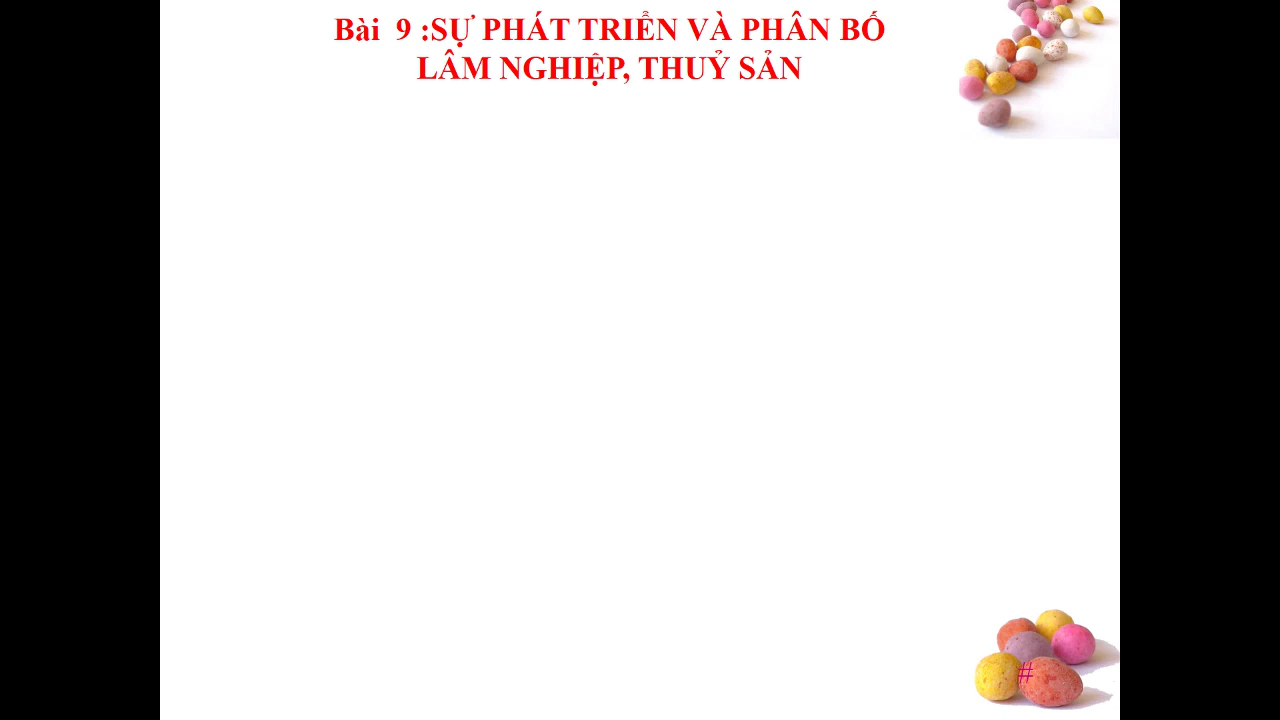 Bài  9 :SỰ PHÁT TRIỂN VÀ PHÂN BỐ
LÂM NGHIỆP, THUỶ SẢN
#